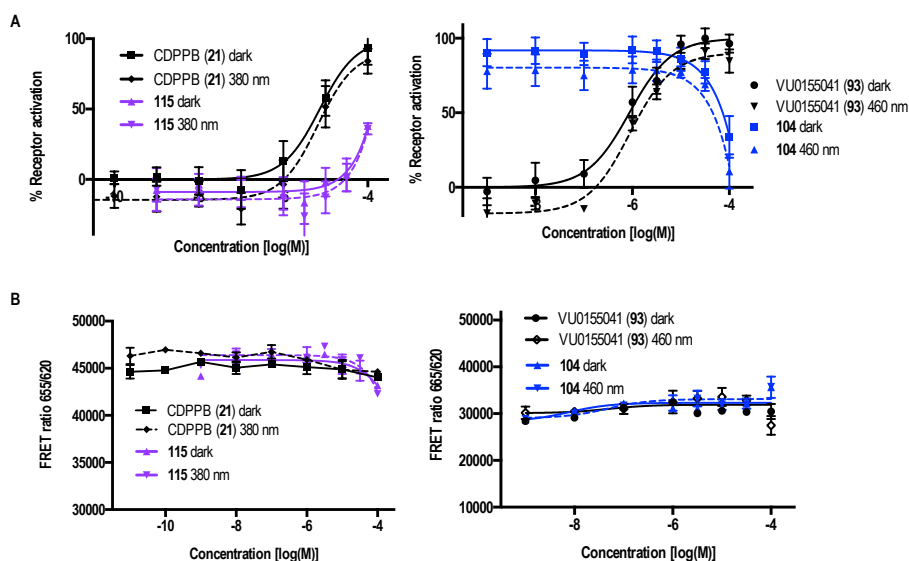 A
100
50
0
-10
-4
% Receptor activation
Concentration [log(M)]
CDPPB (21) dark
CDPPB (21) 380 nm
115 dark
115 380 nm
100
50
0
-6
-4
% Receptor activation
Concentration [log(M)]
VU0155041 (93) dark
VU0155041 (93) 460 nm
104 dark
104 460 nm
B
50000
45000
40000
35000
30000
-10
-8
-6
-4
FRET ratio 655/620
Concentration [log(M)]
CDPPB (21) dark
CDPPB (21) 380 nm
115 dark
115 380 nm
50000
40000
30000
20000
10000
-8
-6
-4
FRET ratio 665/620
Concentration [log(M)]
VU0155041 (93) dark
VU0155041 (93) 460 nm
104 dark
104 460 nm